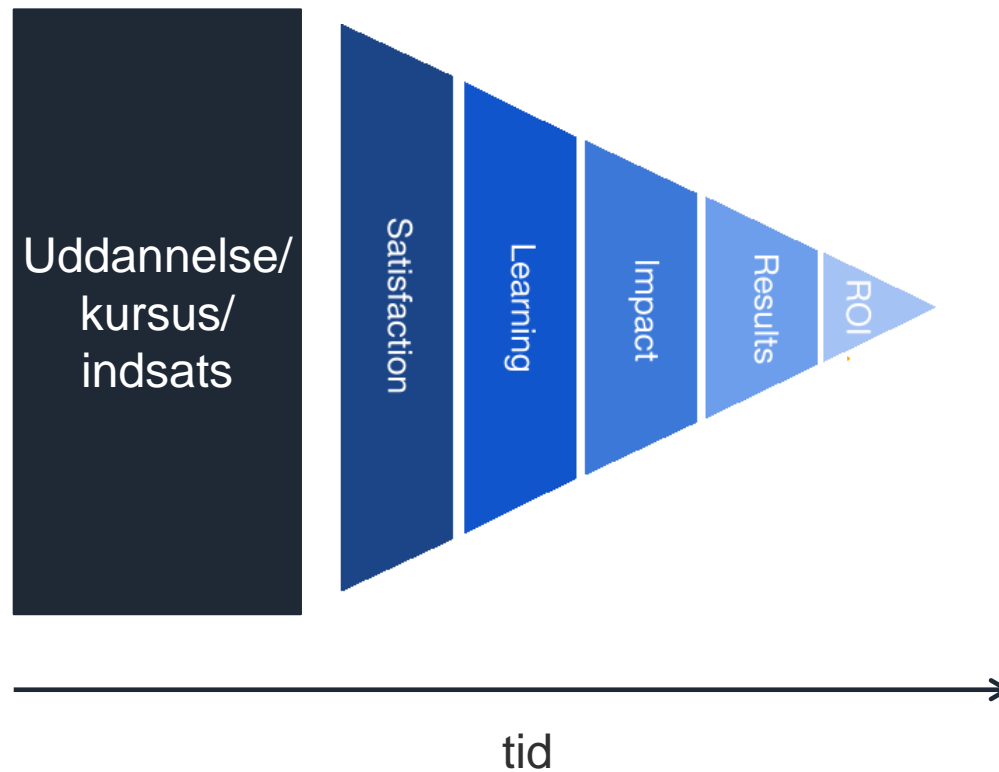 Uddannelse/
kursus/
indsats
Satisfaction
Learning
Impact
Results
ROI
tid